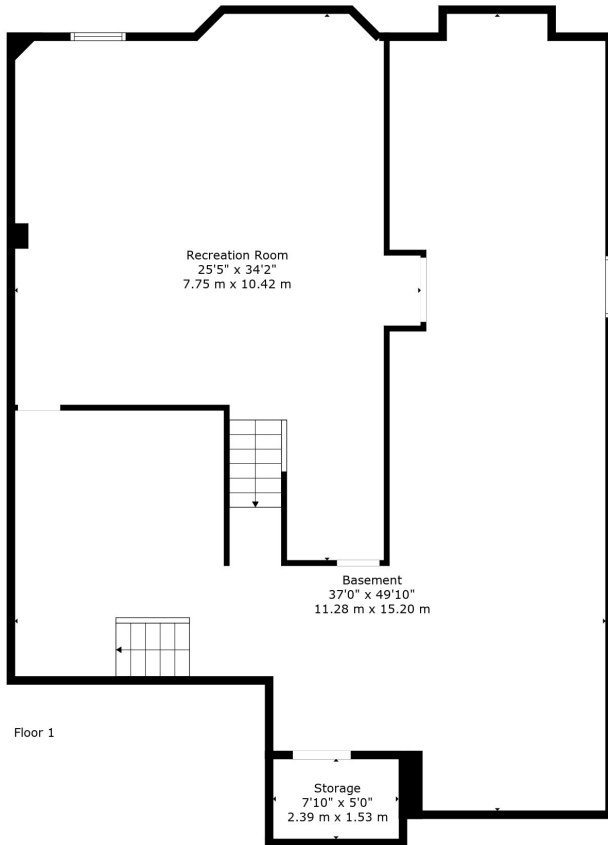 Recreation Room
25'5" x 34'2"
7.75 m x 10.42 m
Basement
37'0" x 49'10"
11.28 m x 15.20 m
Floor 1
Storage
7'10" x 5'0"
2.39 m x 1.53 m